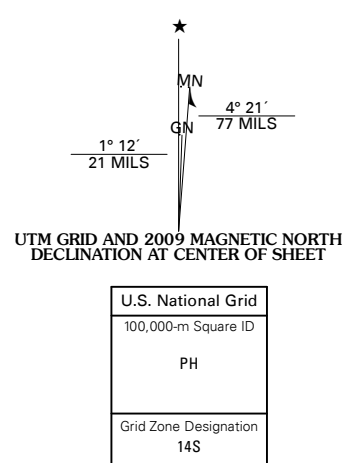 ★
MN
4° 21´
77 MILS
GN
1° 12´
21 MILS
UTM GRID AND 2009 MAGNETIC NORTH
DECLINATION AT CENTER OF SHEET
U.S. National Grid
100,000-m Square ID
PH
Grid Zone Designation
14S